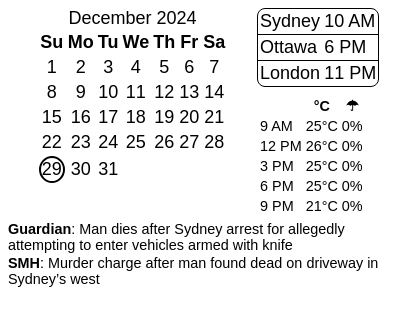 December 2024
Su Mo Tu We Th Fr Sa
1 2 3 4 5 6 7
8 9 10 11 12 13 14
15 16 17 18 19 20 21
22 23 24 25 26 27 28
29 30 31
Sydney 10 AM
Ottawa 6 PM
London 11 PM
°C ☂
9 AM 25°C 0%
12 PM 26°C 0%
3 PM 25°C 0%
6 PM 25°C 0%
9 PM 21°C 0%
Guardian: Man dies after Sydney arrest for allegedly
attempting to enter vehicles armed with knife
SMH: Murder charge after man found dead on driveway in
Sydney’s west